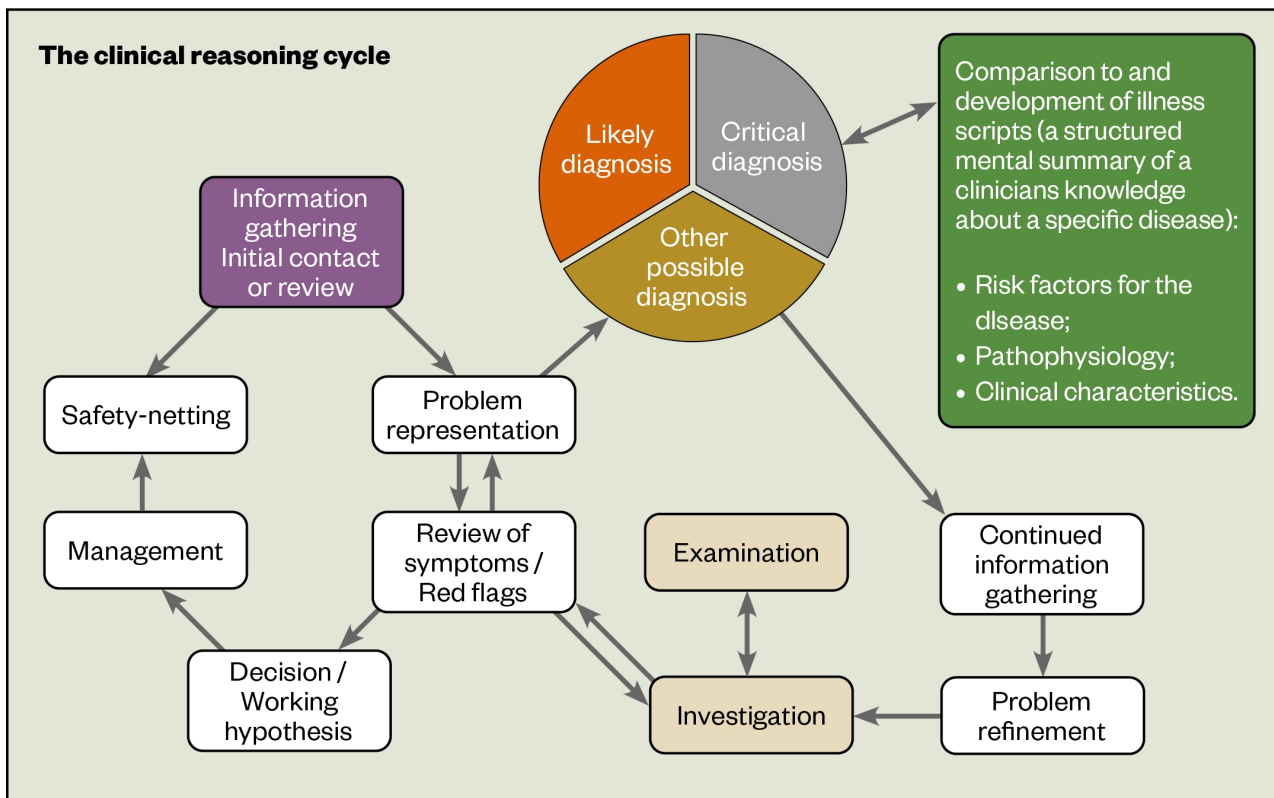 The clinical reasoning cycle
Likely
diagnosis
Critical
diagnosis
Other
possible
diagnosis
Comparison to and
development of illness
scripts (a structured
mental summary of a
clinicians knowledge
about a specific disease):
• Risk factors for the
dIsease;
• Pathophysiology;
• Clinical characteristics.
Information
gathering
Initial contact
or review
Safety-netting
Problem
representation
Management
Review of
symptoms /
Red flags
Examination
Continued
information
gathering
Decision /
Working
hypothesis
Investigation
Problem
refinement